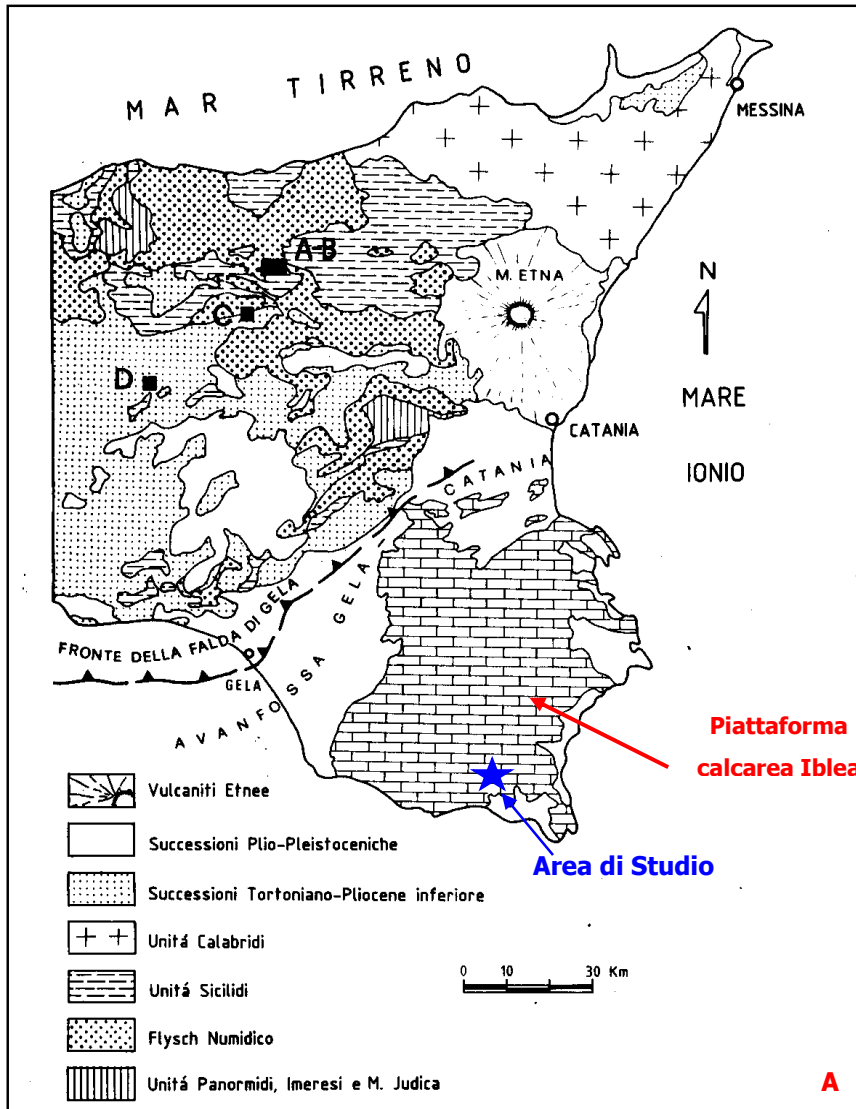 MAR TIRRENO
MESSINA
A-B
M. ETNA
N
C
D
MARE
IONIO
CATANIA
CATANIA
AVANFOSSA GELA
FRONTE DELLA FALDA DI GELA
GELA
Piattaforma
calcarea Iblea
Area di Studio
Vulcaniti Etnee
Successioni Plio-Pleistoceniche
Successioni Tortoniano-Pliocene inferiore
Unitá Calabridi
Unitá Sicilidi
Flysch Numidico
Unitá Panormidi, Imeresi e M. Judica
0 10 20 30 Km
A